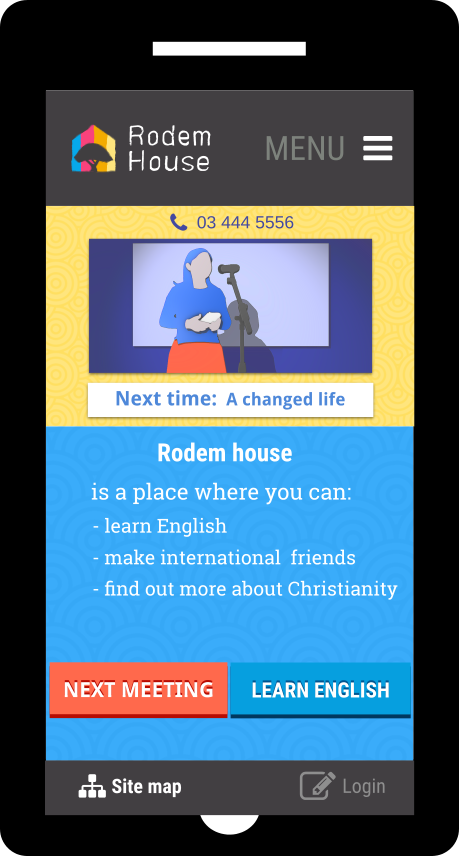 Rodem
House
MENU
03 444 5556
Next time: A changed life
Rodem house
is a place where you can:
- learn English
- make international friends
- find out more about Christianity
NEXT MEETING
LEARN ENGLISH
Site map
Login